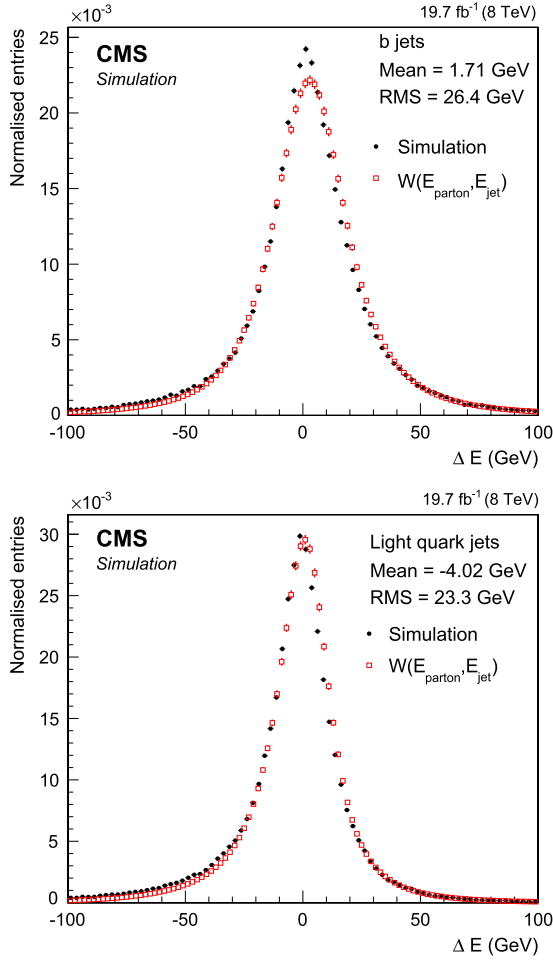 ×10⁻³
19.7 fb⁻¹ (8 TeV)
Normalised entries
25
20
15
10
5
0
CMS
Simulation
b jets
Mean = 1.71 GeV
RMS = 26.4 GeV
Simulation
W(E_parton,E_jet)
-100 -50 0 50 100
Δ E (GeV)
×10⁻³
19.7 fb⁻¹ (8 TeV)
Normalised entries
30
25
20
15
10
5
0
CMS
Simulation
Light quark jets
Mean = -4.02 GeV
RMS = 23.3 GeV
Simulation
W(E_parton,E_jet)
-100 -50 0 50 100
Δ E (GeV)